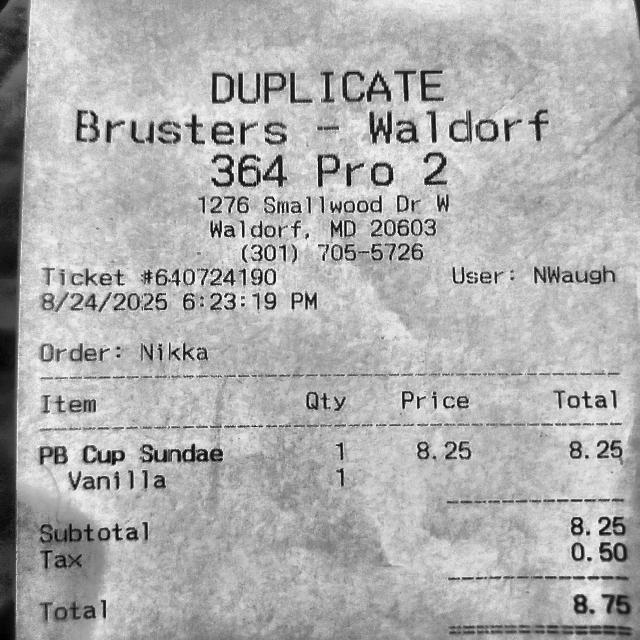 DUPLICATE
Brusters - Waldorf
364 Pro 2
1276 Smallwood Dr W
Waldorf, MD 20603
(301) 705-5726
Ticket #640724190 User: NWaugh
8/24/2025 6:23:19 PM
Order: Nikka
Item Qty Price Total
PB Cup Sundae 1 8.25 8.25
Vanilla 1
Subtotal 8.25
Tax 0.50
Total 8.75